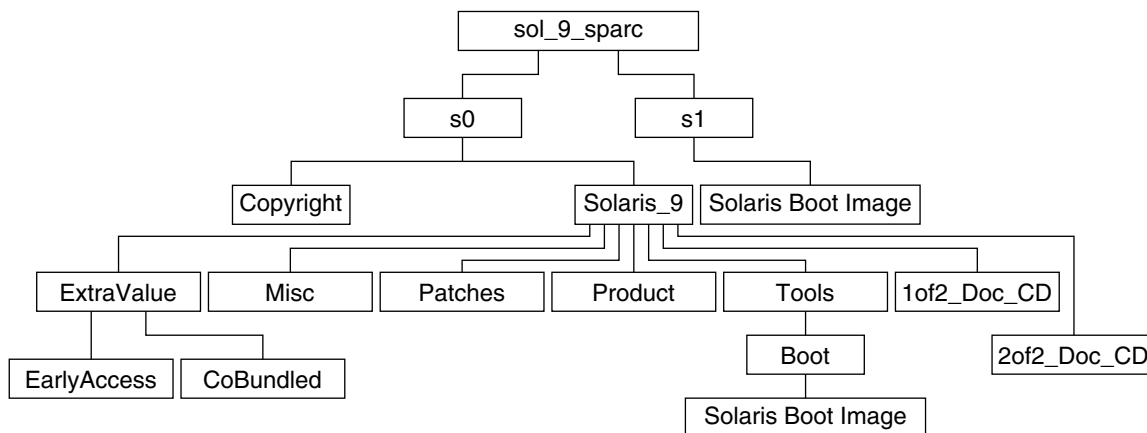 sol_9_sparc
s0
s1
Copyright
Solaris_9
Solaris Boot Image
ExtraValue
Misc
Patches
Product
Tools
1of2_Doc_CD
EarlyAccess
CoBundled
Boot
2of2_Doc_CD
Solaris Boot Image